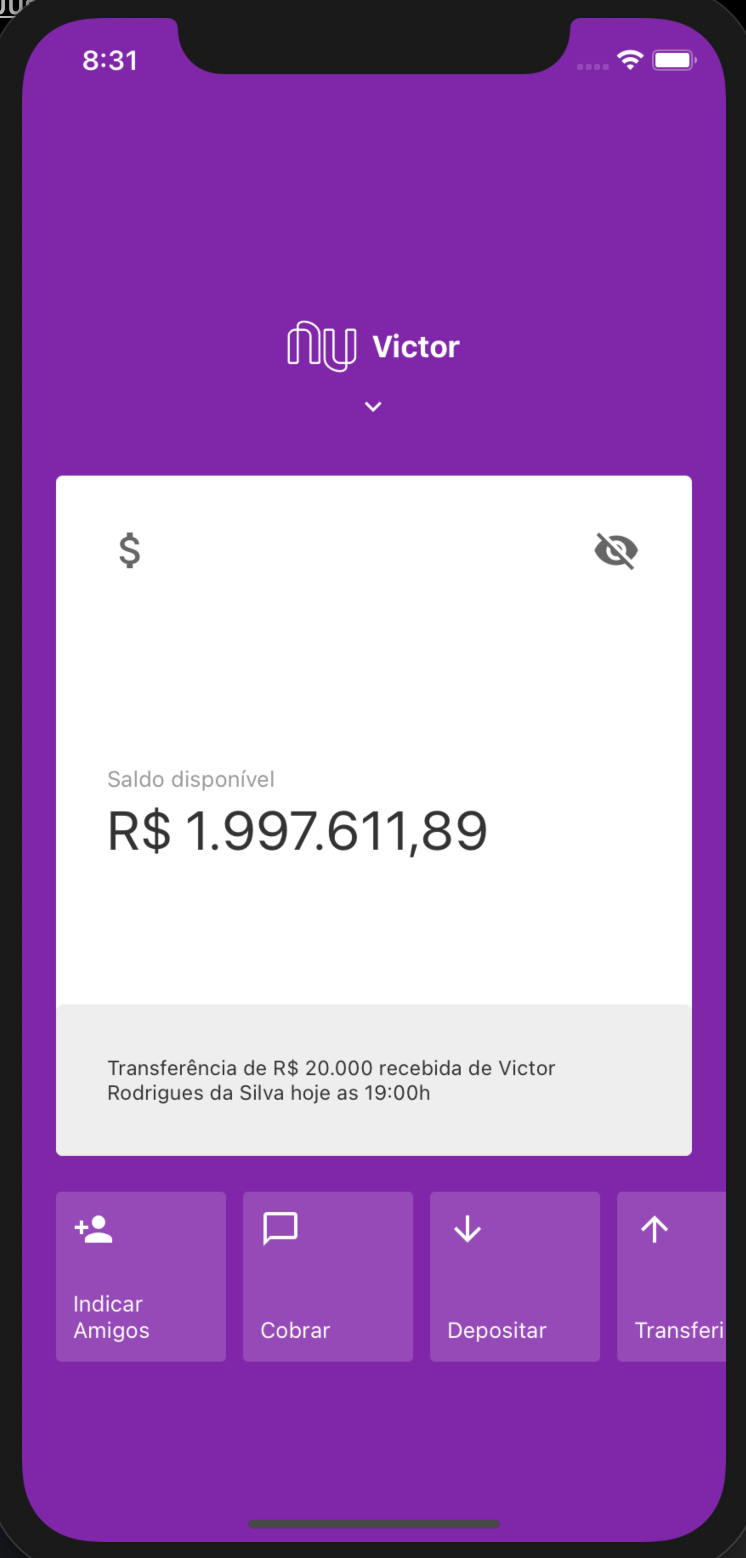 8:31
nu Victor
$
Saldo disponível
R$ 1.997.611,89
Transferência de R$ 20.000 recebida de Victor
Rodrigues da Silva hoje as 19:00h
Indicar
Amigos
Cobrar
Depositar
Transferi